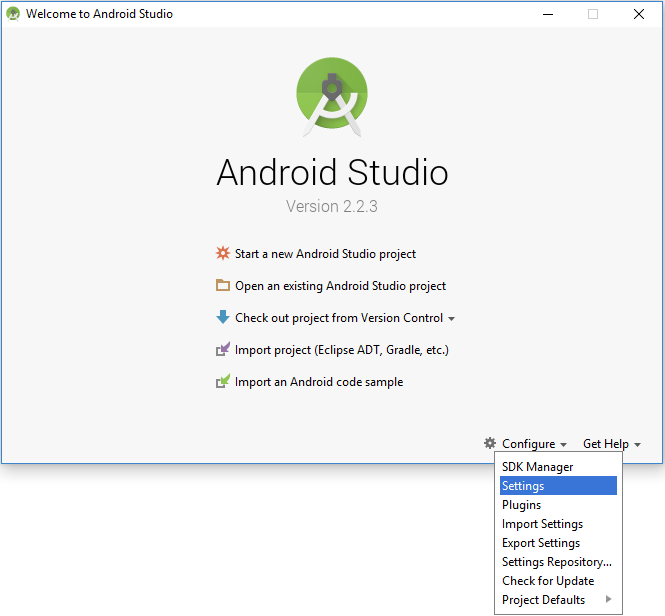 Welcome to Android Studio
Android Studio
Version 2.2.3
Start a new Android Studio project
Open an existing Android Studio project
Check out project from Version Control
Import project (Eclipse ADT, Gradle, etc.)
Import an Android code sample
Configure Get Help
SDK Manager
Settings
Plugins
Import Settings
Export Settings
Settings Repository...
Check for Update
Project Defaults